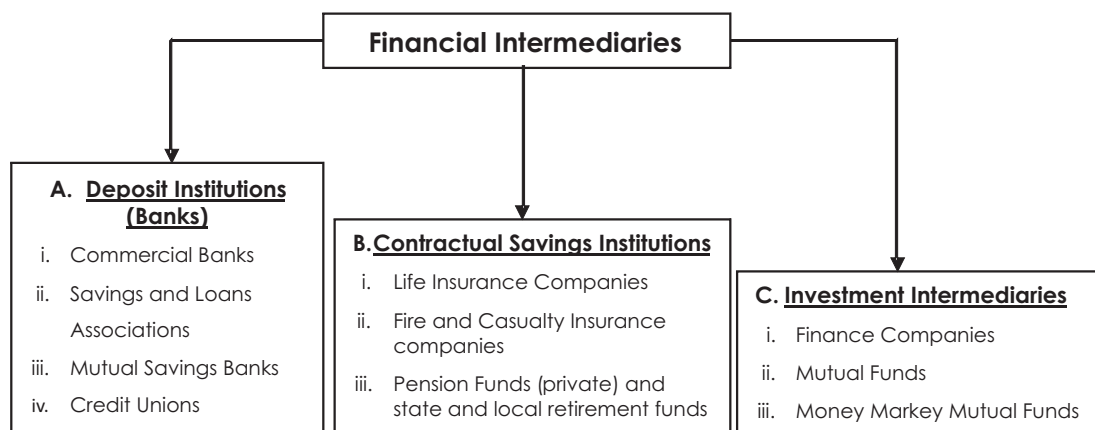 Financial Intermediaries
A. Deposit Institutions
(Banks)
i. Commercial Banks
ii. Savings and Loans
Associations
iii. Mutual Savings Banks
iv. Credit Unions
B.Contractual Savings Institutions
i. Life Insurance Companies
ii. Fire and Casualty Insurance
companies
iii. Pension Funds (private) and
state and local retirement funds
C. Investment Intermediaries
i. Finance Companies
ii. Mutual Funds
iii. Money Markey Mutual Funds